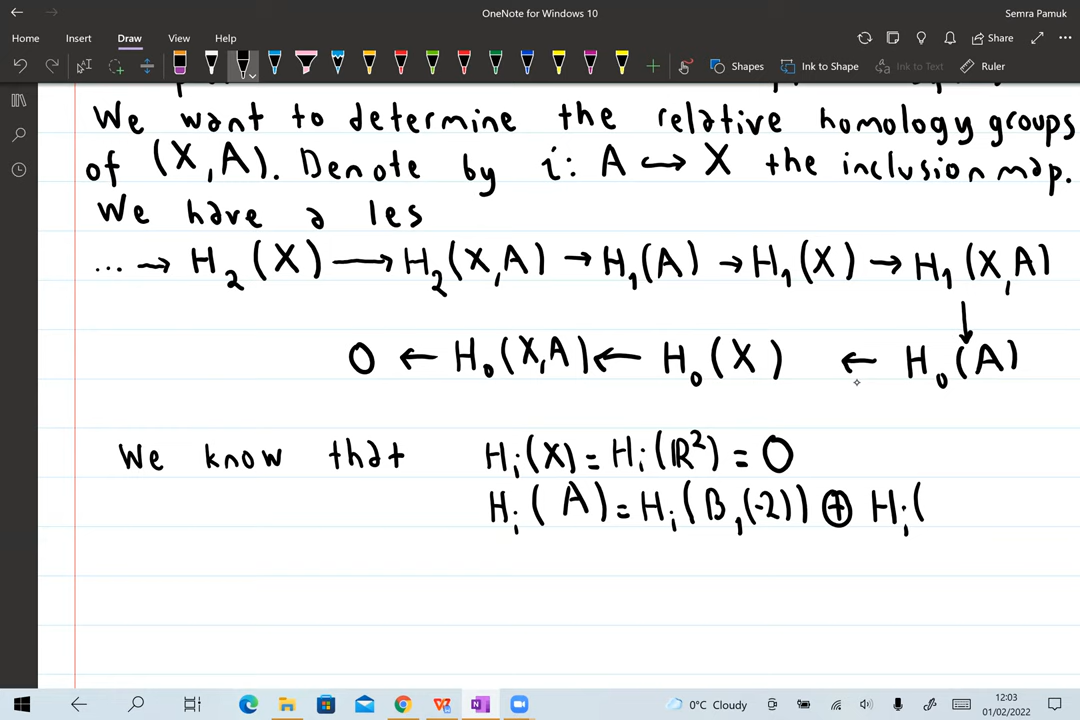 OneNote for Windows 10
Semra Pamuk
Home Insert Draw View Help
Share
Shapes Ink to Shape Ink to Text Ruler
We want to determine the relative homology groups
of (X,A). Denote by i: A ↪ X the inclusion map.
We have a les
... → H₂(X) → H₂(X,A) → H₁(A) → H₁(X) → H₁(X,A)
↓
0 ← H₀(X,A) ← H₀(X) ← H₀(A)
We know that Hᵢ(X) = Hᵢ(ℝ²) = 0
Hᵢ(A) = Hᵢ(B₁(-2)) ⊕ Hᵢ(
0°C Cloudy
12:03
01/02/2022